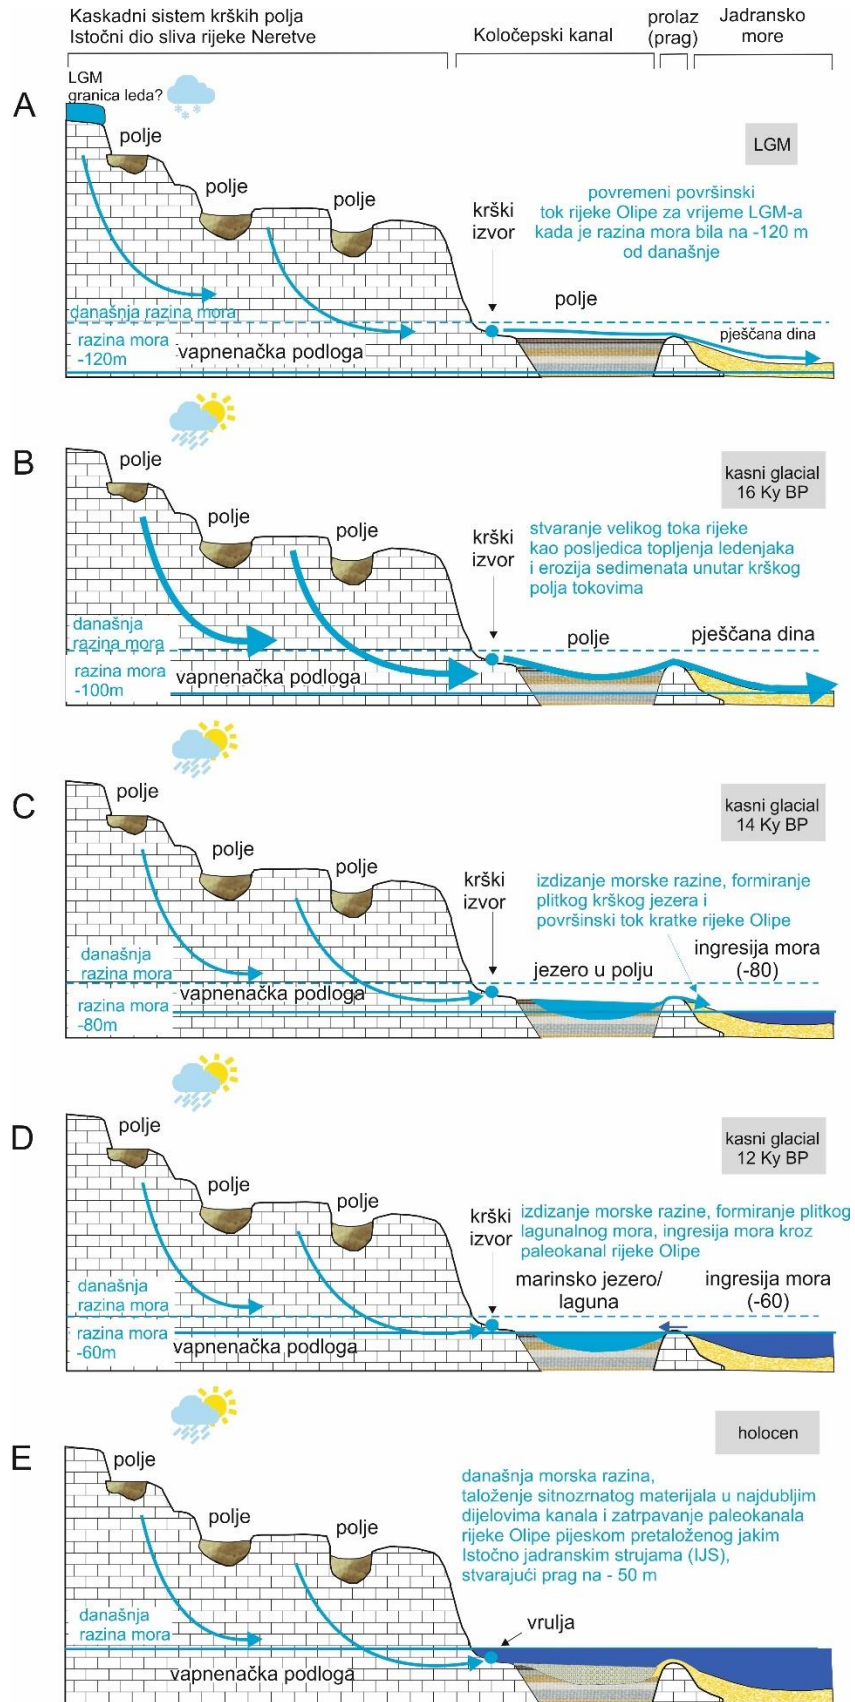 Kaskadni sistem krških polja
Istočni dio sliva rijeke Neretve
Koločepski kanal
prolaz
(prag)
Jadransko
more
A
LGM
granica leda?
LGM
polje
polje
polje
krški
izvor
povremeni površinski
tok rijeke Olipe za vrijeme LGM-a
kada je razina mora bila na -120 m
od današnje
polje
današnja razina mora
pješčana dina
razina mora
-120m
vapnenačka podloga
B
polje
kasni glacial
16 Ky BP
polje
polje
krški
izvor
stvaranje velikog toka rijeke
kao posljedica topljenja ledenjaka
i erozija sedimenata unutar krškog
polja tokovima
današnja
razina mora
polje
pješčana dina
razina mora
-100m
vapnenačka podloga
C
polje
kasni glacial
14 Ky BP
polje
polje
krški
izvor
izdizanje morske razine, formiranje
plitkog krškog jezera i
površinski tok kratke rijeke Olipe
današnja
razina mora
jezero u polju
ingresija mora
(-80)
razina mora
-80m
vapnenačka podloga
D
polje
kasni glacial
12 Ky BP
polje
polje
krški
izvor
izdizanje morske razine, formiranje plitkog
lagunalnog mora, ingresija mora kroz
paleokanal rijeke Olipe
današnja
razina mora
marinsko jezero/
laguna
ingresija mora
(-60)
razina mora
-60m
vapnenačka podloga
E
polje
holocen
polje
polje
današnja morska razina,
taloženje sitnozrnatog materijala u najdubljim
dijelovima kanala i zatrpavanje paleokanala
rijeke Olipe pijeskom pretaloženog jakim
Istočno jadranskim strujama (IJS),
stvarajući prag na - 50 m
današnja
razina mora
vrulja
vapnenačka podloga